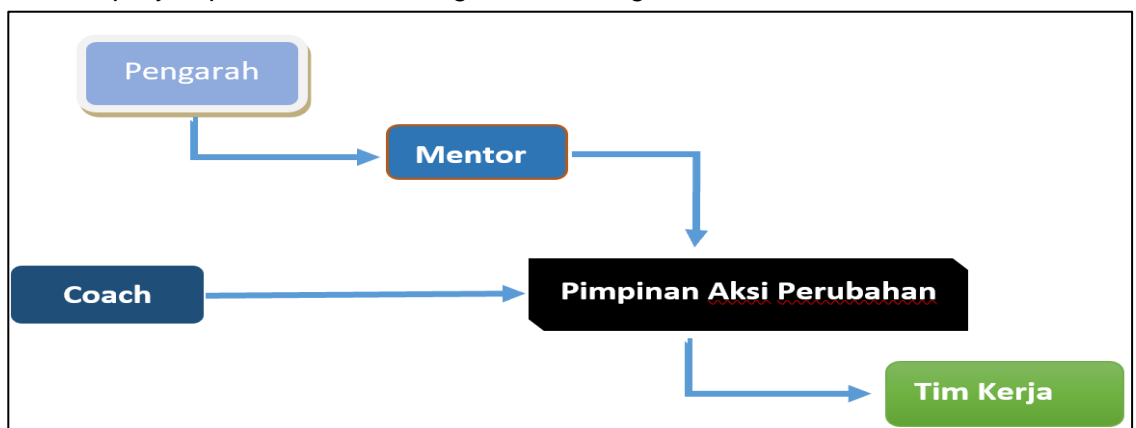 Pengarah
Mentor
Coach
Pimpinan Aksi Perubahan
Tim Kerja